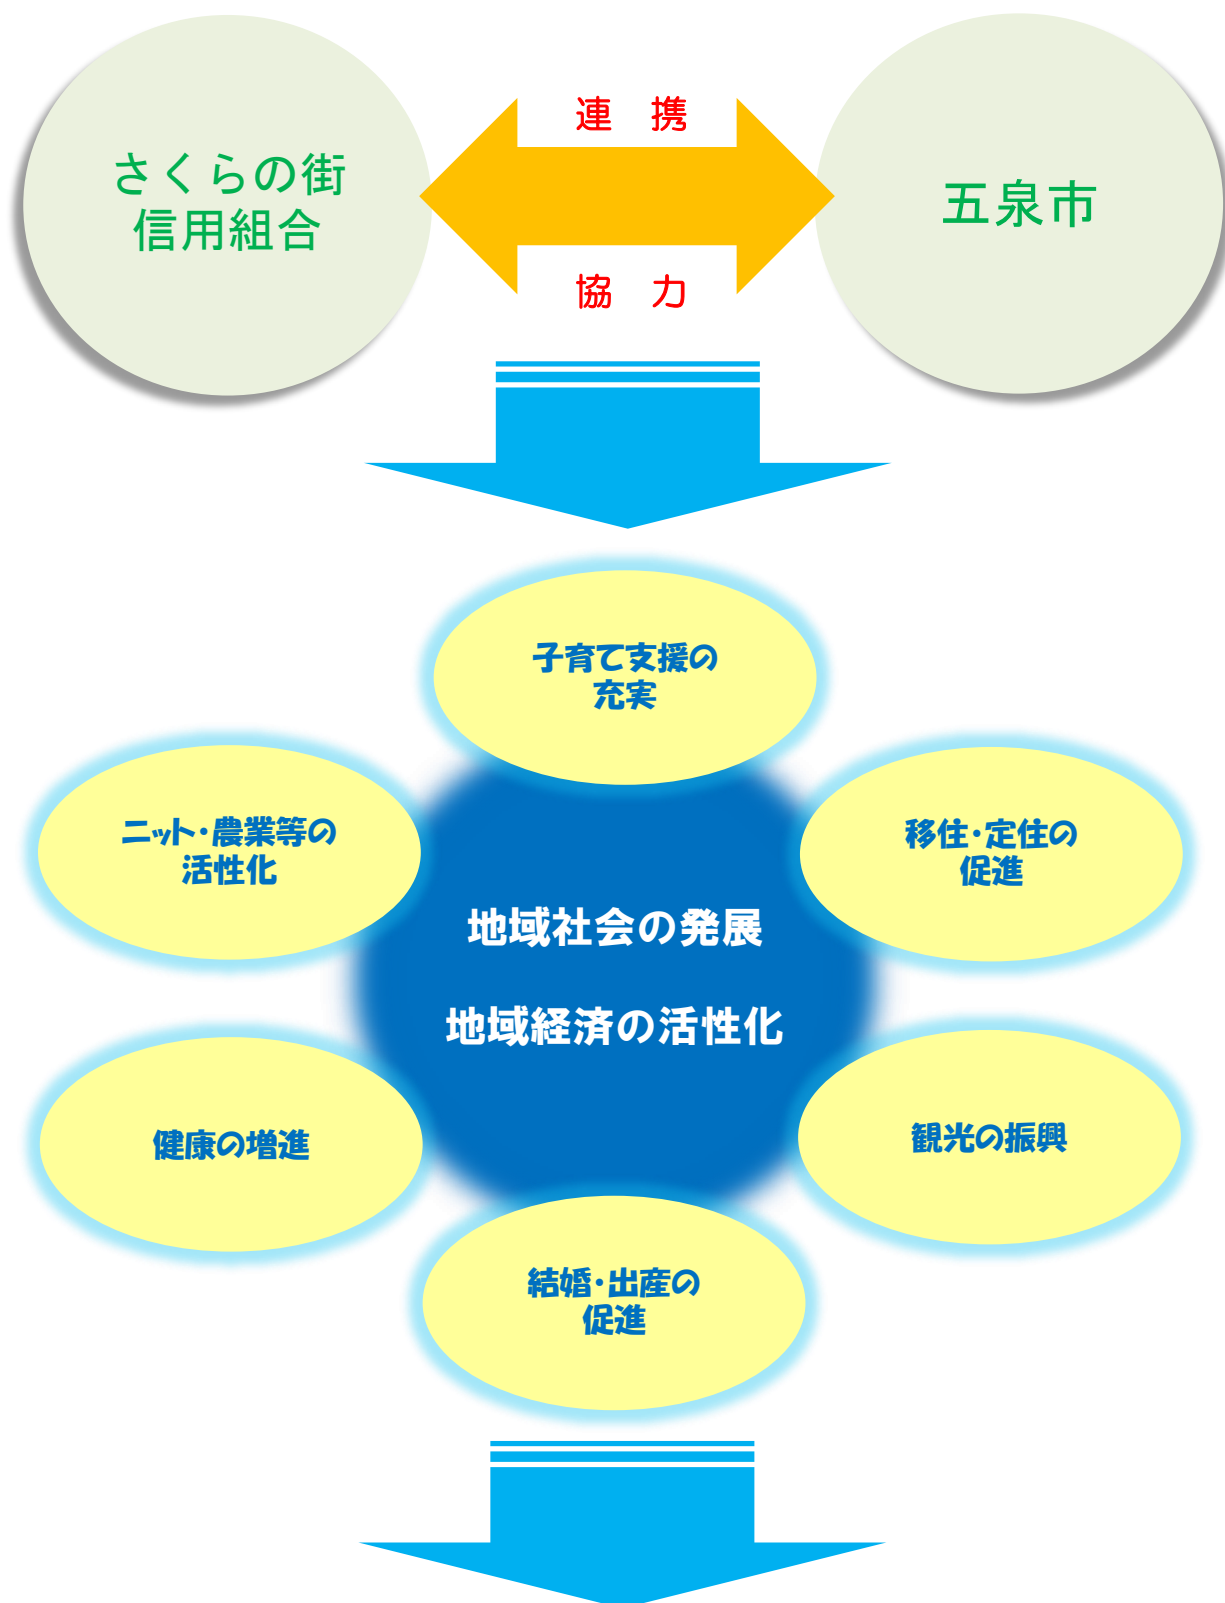 連　携
さくらの街
信用組合
五泉市
協　力
子育て支援の
充実
ニット・農業等の
活性化
移住・定住の
促進
地域社会の発展
地域経済の活性化
健康の増進
観光の振興
結婚・出産の
促進